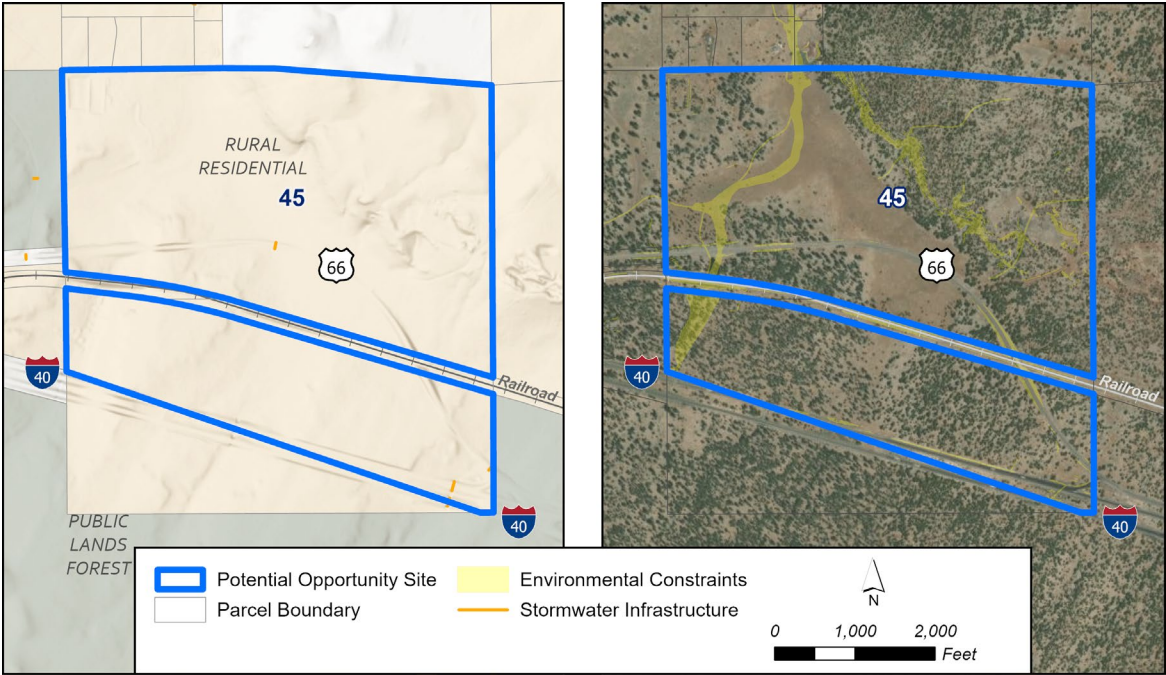 RURAL
RESIDENTIAL
45
66
40
Railroad
40
PUBLIC
LANDS
FOREST
45
66
40
Railroad
40
Potential Opportunity Site
Parcel Boundary
Environmental Constraints
Stormwater Infrastructure
N
0 1,000 2,000
Feet